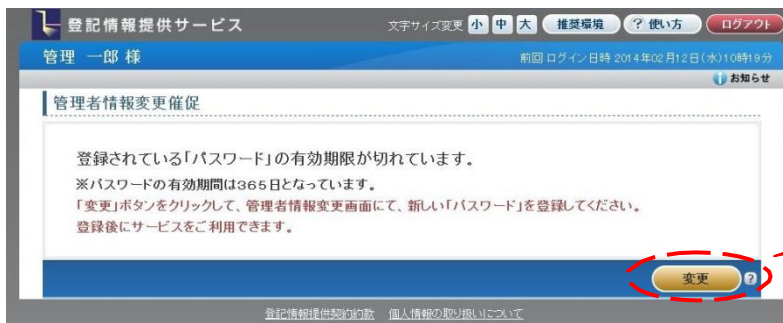 登記情報提供サービス
文字サイズ変更 小 中 大 推奨環境 ? 使い方 ログアウト
管理 一郎 様
前回 ログイン日時 2014年02月12日(水)10時19分
お知らせ
管理者情報変更催促
登録されている「パスワード」の有効期限が切れています。
※パスワードの有効期間は365日となっています。
「変更」ボタンをクリックして、管理者情報変更画面にて、新しい「パスワード」を登録してください。
登録後にサービスをご利用できます。
変更 ?
登記情報提供契約約款 個人情報の取り扱いについて